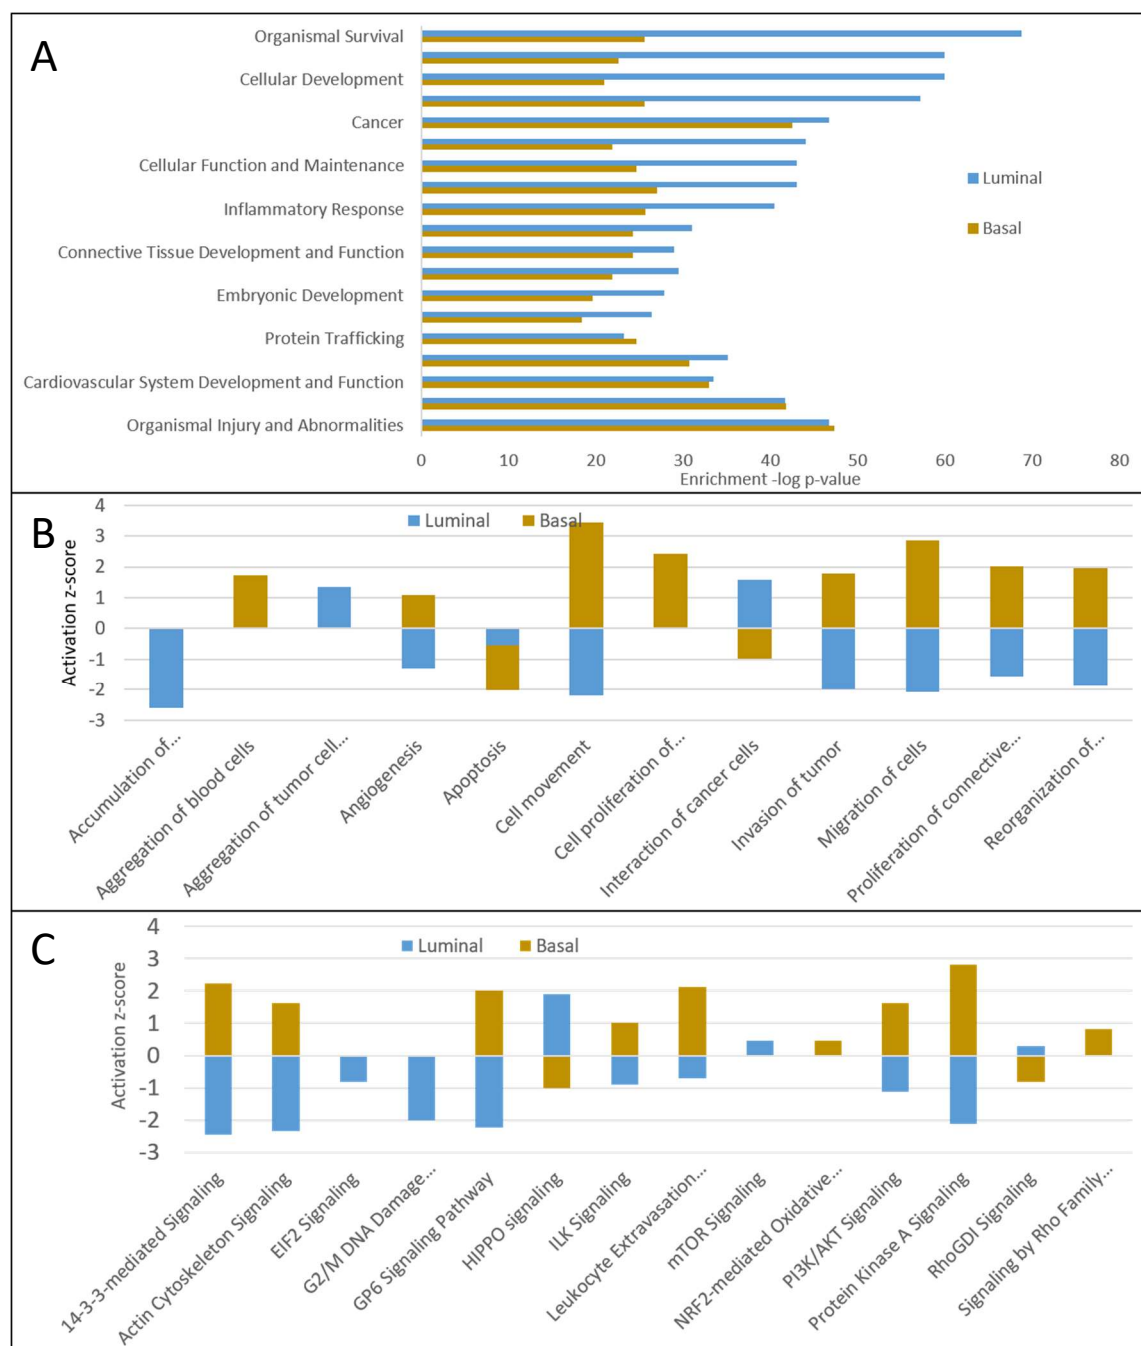 A
Organismal Survival
Cellular Development
Cancer
Cellular Function and Maintenance
Inflammatory Response
Connective Tissue Development and Function
Embryonic Development
Protein Trafficking
Cardiovascular System Development and Function
Organismal Injury and Abnormalities
Luminal
Basal
0 10 20 30 40 50 60 70 80
Enrichment -log p-value
B
Luminal Basal
Activation z-score
4
3
2
1
0
-1
-2
-3
Accumulation of...
Aggregation of blood cells
Aggregation of tumor cell...
Angiogenesis
Apoptosis
Cell movement
Cell proliferation of...
Interaction of cancer cells
Invasion of tumor
Migration of cells
Proliferation of connective...
Reorganization of...
C
Luminal Basal
Activation z-score
4
3
2
1
0
-1
-2
-3
14-3-3-mediated Signaling
Actin Cytoskeleton Signaling
EIF2 Signaling
G2/M DNA Damage...
GP6 Signaling Pathway
HIPPO signaling
ILK Signaling
Leukocyte Extravasation...
mTOR Signaling
NRF2-mediated Oxidative...
PI3K/AKT Signaling
Protein Kinase A Signaling
RhoGDI Signaling
Signaling by Rho Family...